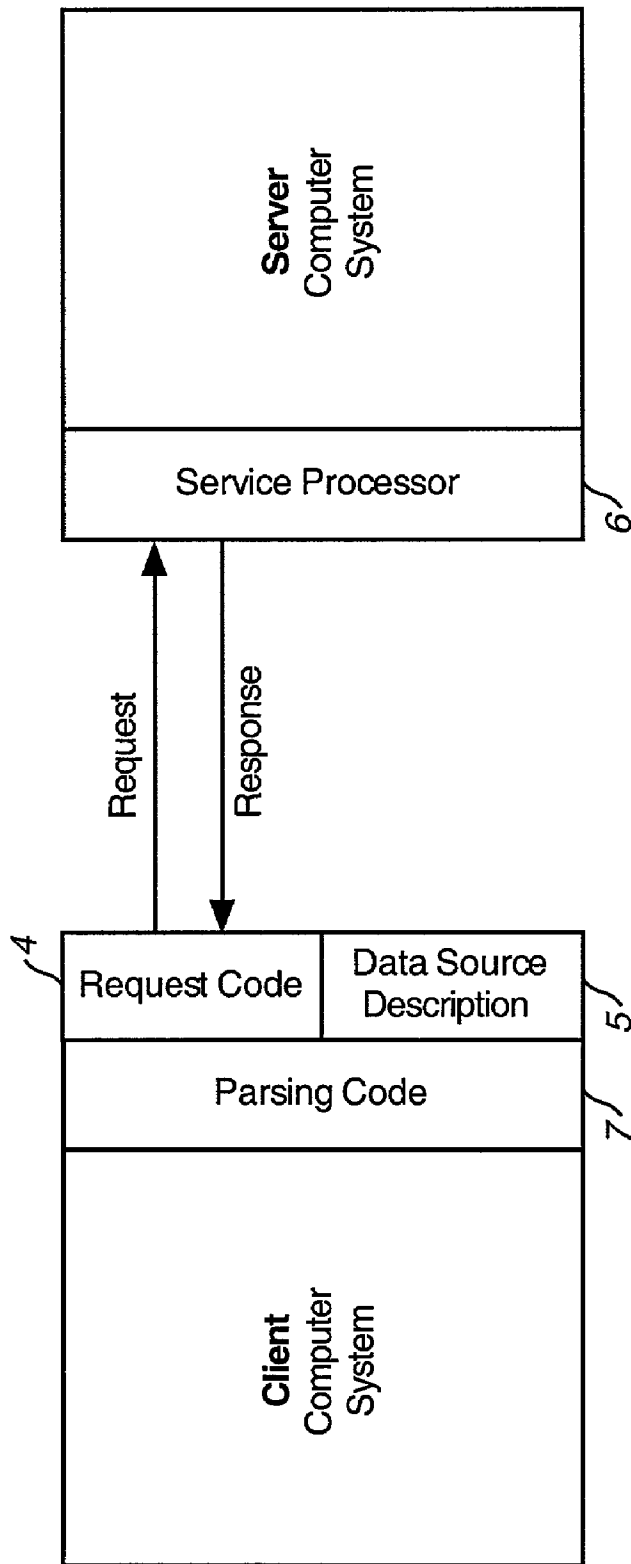 Client
Computer
System
Parsing Code
7
4
Request Code
Data Source
Description
5
Request
Response
Service Processor
6
Server
Computer
System